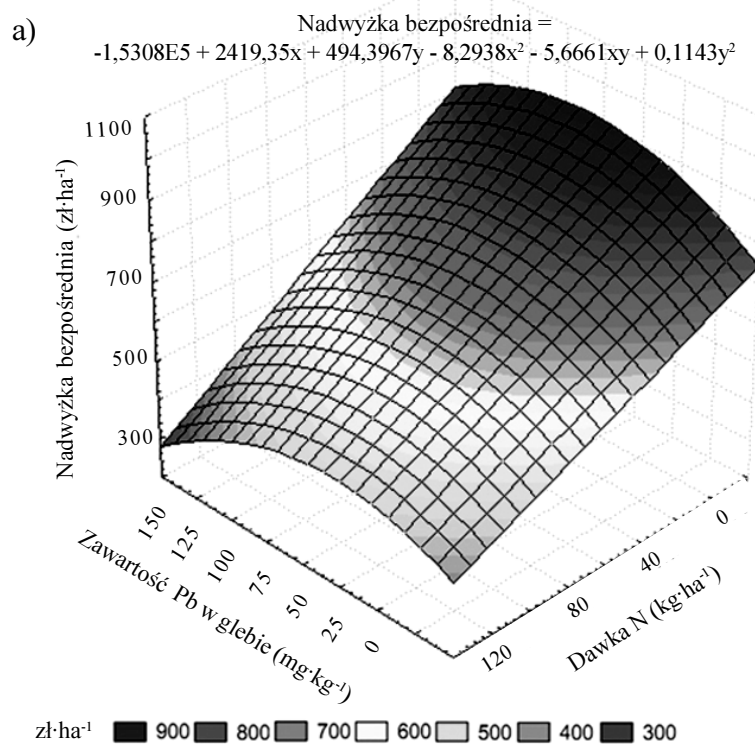 a)
Nadwyżka bezpośrednia =
-1,5308E5 + 2419,35x + 494,3967y - 8,2938x² - 5,6661xy + 0,1143y²
1100
900
700
500
300
Nadwyżka bezpośrednia (zł·ha⁻¹)
150
125
100
75
50
25
0
Zawartość Pb w glebie (mg·kg⁻¹)
120
80
40
0
Dawka N (kg·ha⁻¹)
zł·ha⁻¹ 900 800 700 600 500 400 300